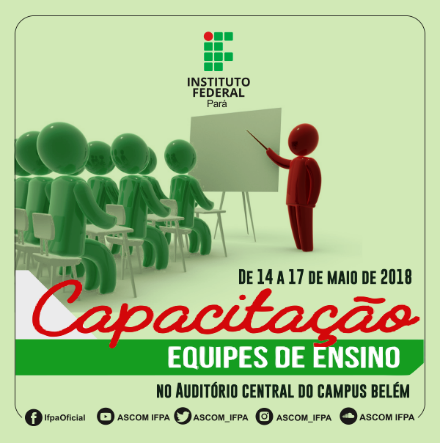 INSTITUTO
FEDERAL
Pará
DE 14 A 17 DE MAIO DE 2018
Capacitação
EQUIPES DE ENSINO
NO AUDITÓRIO CENTRAL DO CAMPUS BELÉM
IfpaOficial ASCOM IFPA ASCOM_IFPA ASCOM_IFPA ASCOM IFPA